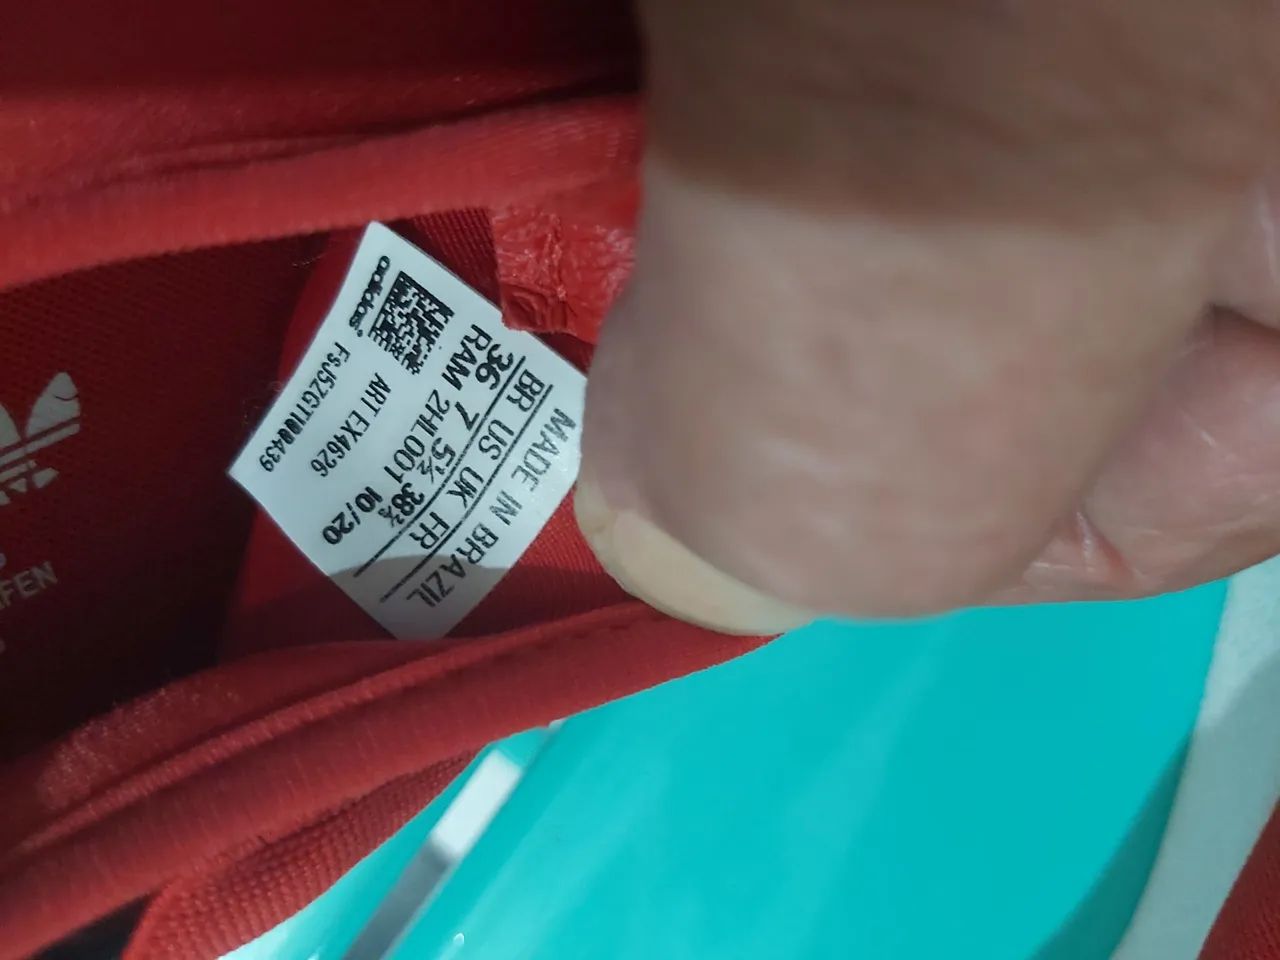 MADE IN BRAZIL
BR US UK FR
36 7 5½ 38⅔
RAM 2HL001 10/20
ART EX4626
adidas
FsJ5ZGT100439
FEN